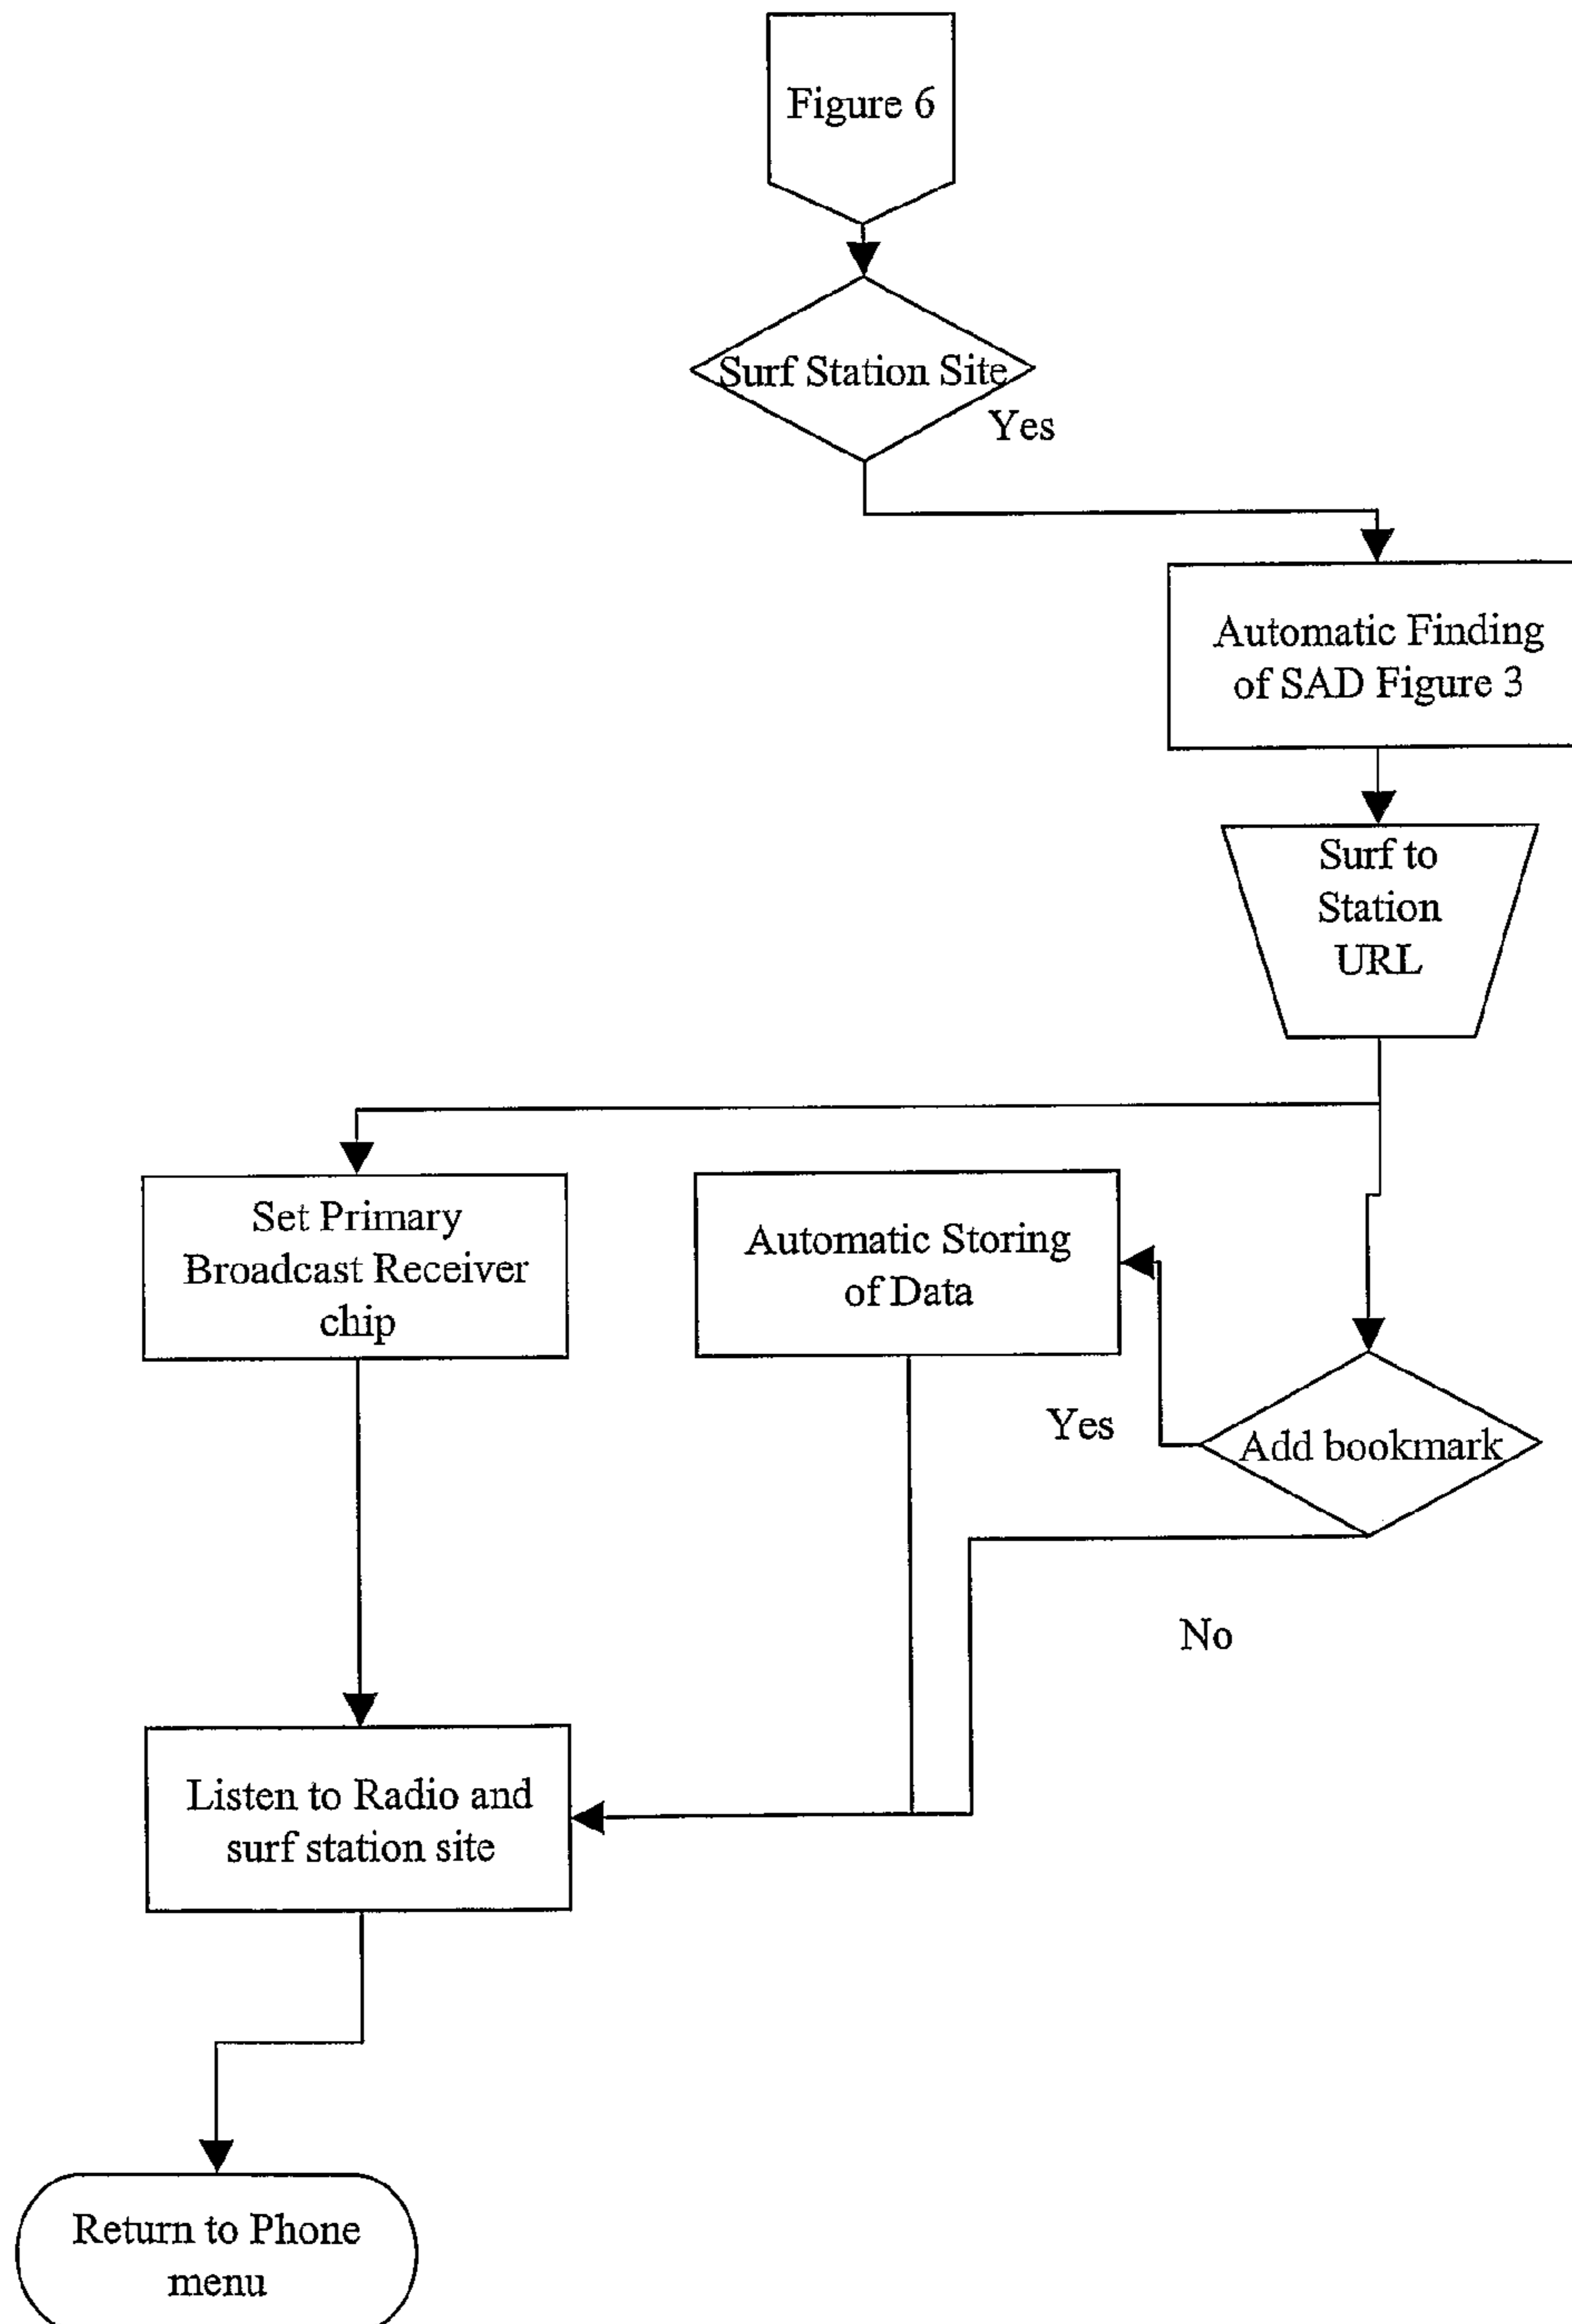 Figure 6
Surf Station Site
Yes
Automatic Finding
of SAD Figure 3
Surf to
Station
URL
Set Primary
Broadcast Receiver
chip
Automatic Storing
of Data
Yes
Add bookmark
No
Listen to Radio and
surf station site
Return to Phone
menu